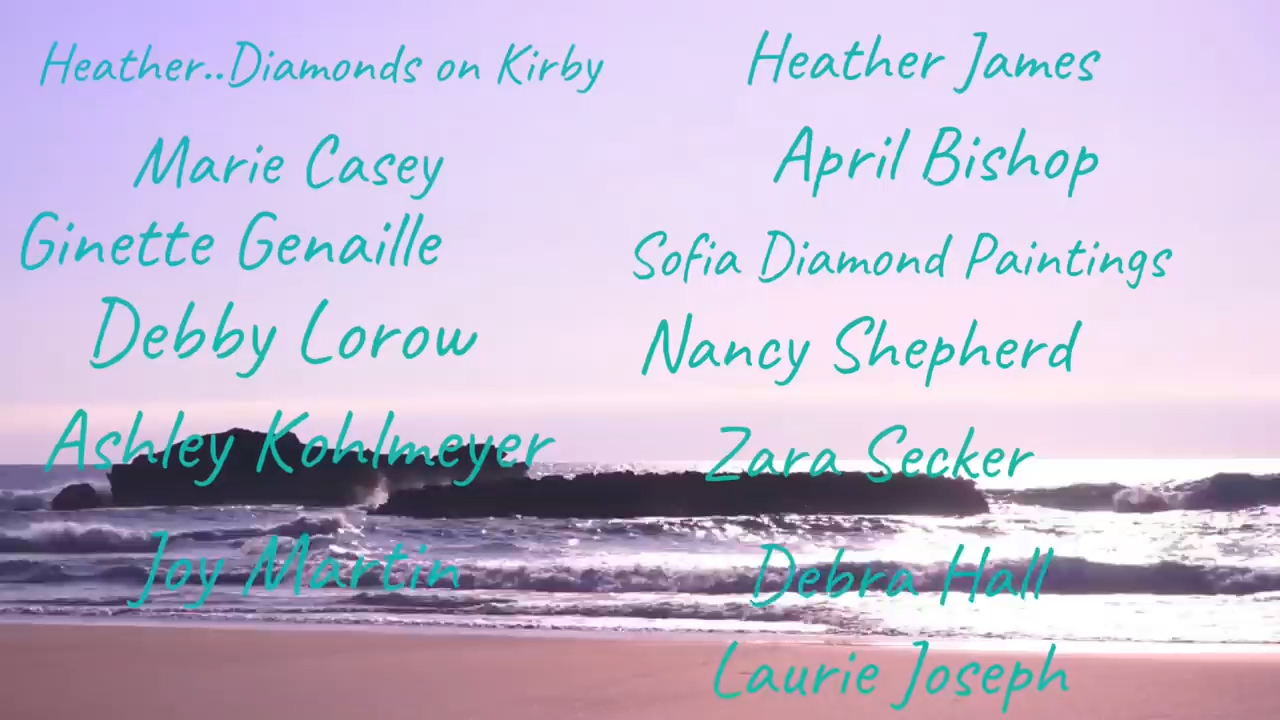 Heather..Diamonds on Kirby
Marie Casey
Ginette Genaille
Debby Lorow
Ashley Kohlmeyer
Joy Martin
Heather James
April Bishop
Sofia Diamond Paintings
Nancy Shepherd
Zara Secker
Debra Hall
Laurie Joseph